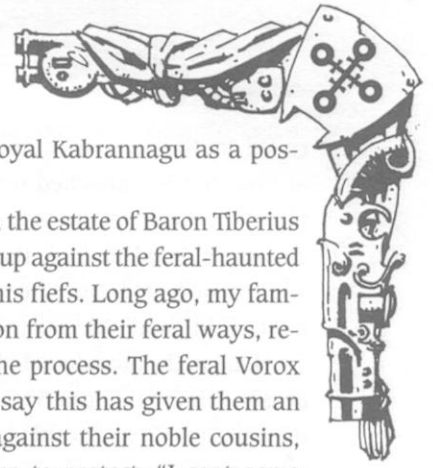 oyal Kabrannagu as a pos-
the estate of Baron Tiberius
up against the feral-haunted
his fiefs. Long ago, my fam-
on from their feral ways, re-
he process. The feral Vorox
say this has given them an
against their noble cousins,